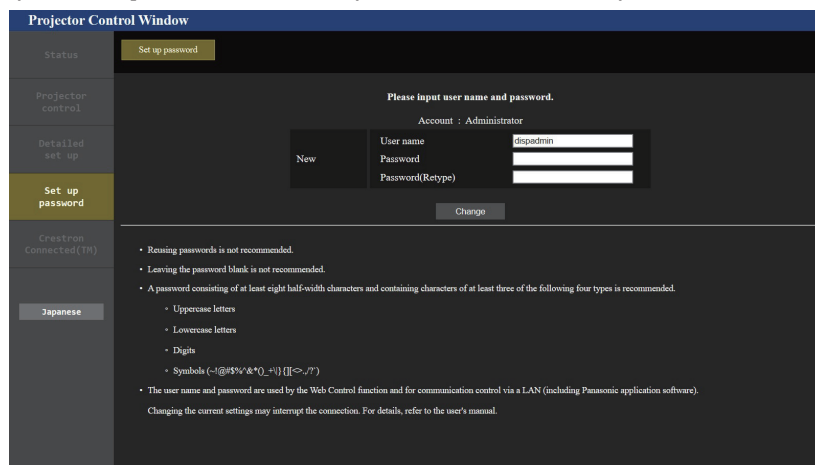 Projector Control Window
Status
Projector
control
Detailed
set up
Set up
password
Crestron
Connected(TM)
Japanese
Set up password
Please input user name and password.
Account : Administrator
New
User name
dispadmin
Password
Password(Retype)
Change
• Reusing passwords is not recommended.
• Leaving the password blank is not recommended.
• A password consisting of at least eight half-width characters and containing characters of at least three of the following four types is recommended.
◦ Uppercase letters
◦ Lowercase letters
◦ Digits
◦ Symbols (~!@#$%^&*()_+\|}{][<>.,/?`)
• The user name and password are used by the Web Control function and for communication control via a LAN (including Panasonic application software).
Changing the current settings may interrupt the connection. For details, refer to the user's manual.